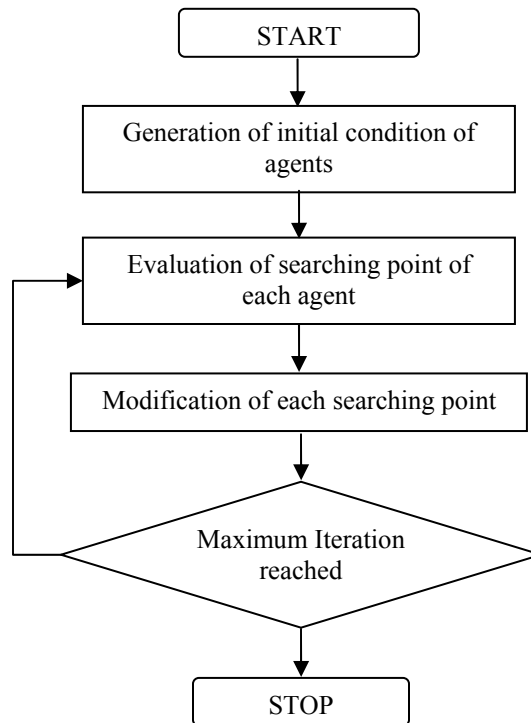 START
Generation of initial condition of
agents
Evaluation of searching point of
each agent
Modification of each searching point
Maximum Iteration
reached
STOP